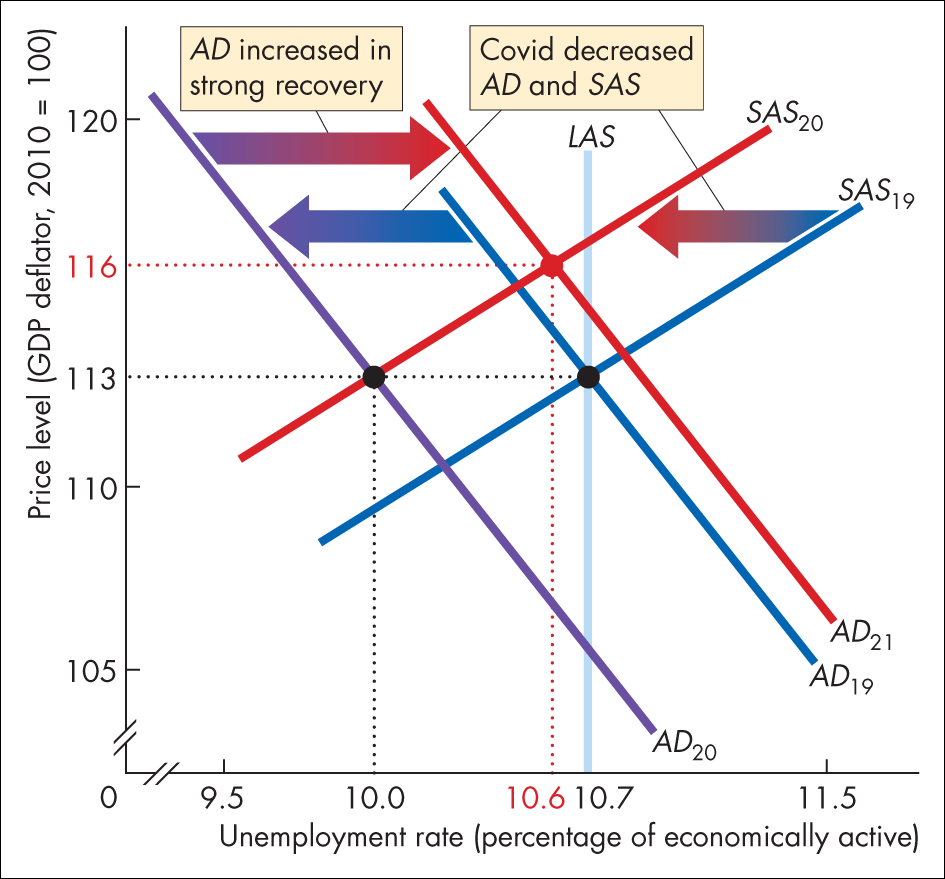 AD increased in
strong recovery
Covid decreased
AD and SAS
Price level (GDP deflator, 2010 = 100)
120
116
113
110
105
LAS
SAS20
SAS19
AD21
AD19
AD20
0
9.5
10.0
10.6
10.7
11.5
Unemployment rate (percentage of economically active)